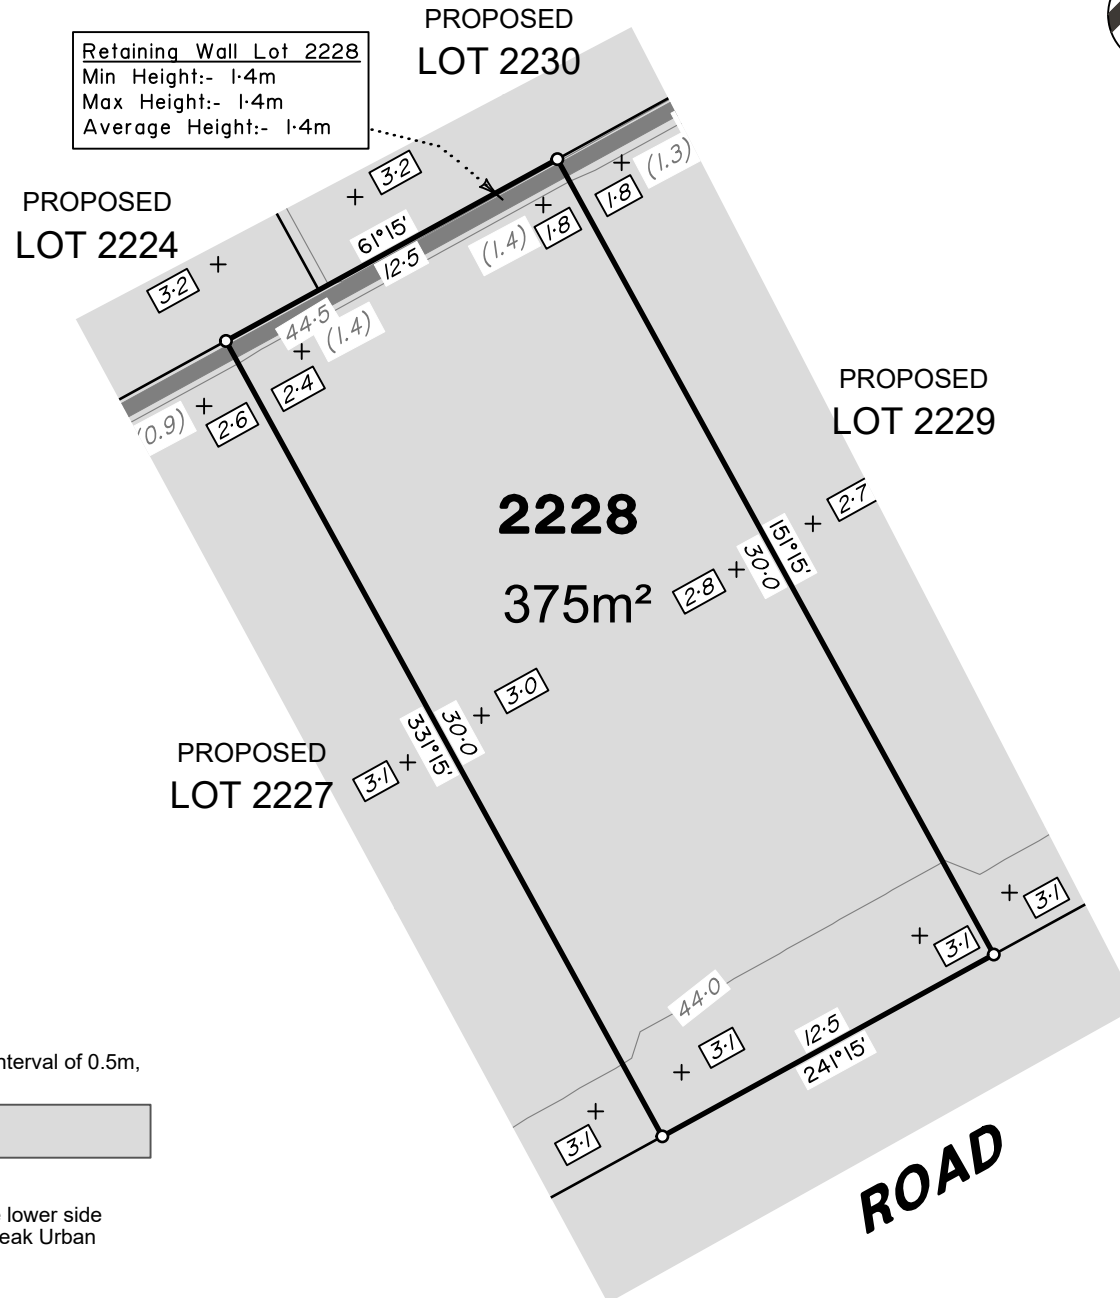 PROPOSED
LOT 2230
Retaining Wall Lot 2228
Min Height:- 1·4m
Max Height:- 1·4m
Average Height:- 1·4m
PROPOSED
LOT 2224
3·2
3·2
61°15'
12·5
(1.4)
1·8
1·8
(1.3)
44·5
(1.4)
2·4
2·6
(0.9)
PROPOSED
LOT 2229
2228
375m²
2·7
2·8
151°15'
30·0
3·0
331°15'
30·0
3·1
PROPOSED
LOT 2227
44·0
3·1
3·1
3·1
3·1
12·5
241°15'
ROAD
nterval of 0.5m,
lower side
eak Urban